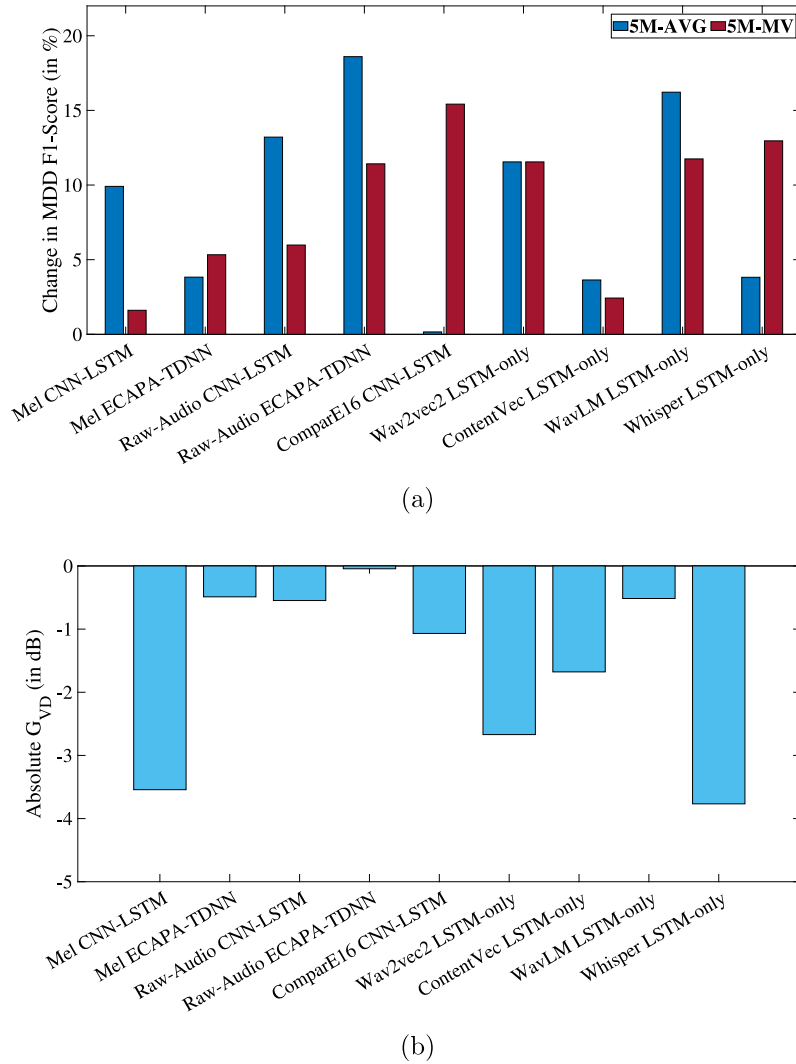 5M-AVG 5M-MV
Change in MDD F1-Score (in %)
20
15
10
5
0
Mel CNN-LSTM
Mel ECAPA-TDNN
Raw-Audio CNN-LSTM
Raw-Audio ECAPA-TDNN
ComparE16 CNN-LSTM
Wav2vec2 LSTM-only
ContentVec LSTM-only
WavLM LSTM-only
Whisper LSTM-only
(a)
Absolute G_VD (in dB)
0
-1
-2
-3
-4
-5
Mel CNN-LSTM
Mel ECAPA-TDNN
Raw-Audio CNN-LSTM
Raw-Audio ECAPA-TDNN
ComparE16 CNN-LSTM
Wav2vec2 LSTM-only
ContentVec LSTM-only
WavLM LSTM-only
Whisper LSTM-only
(b)